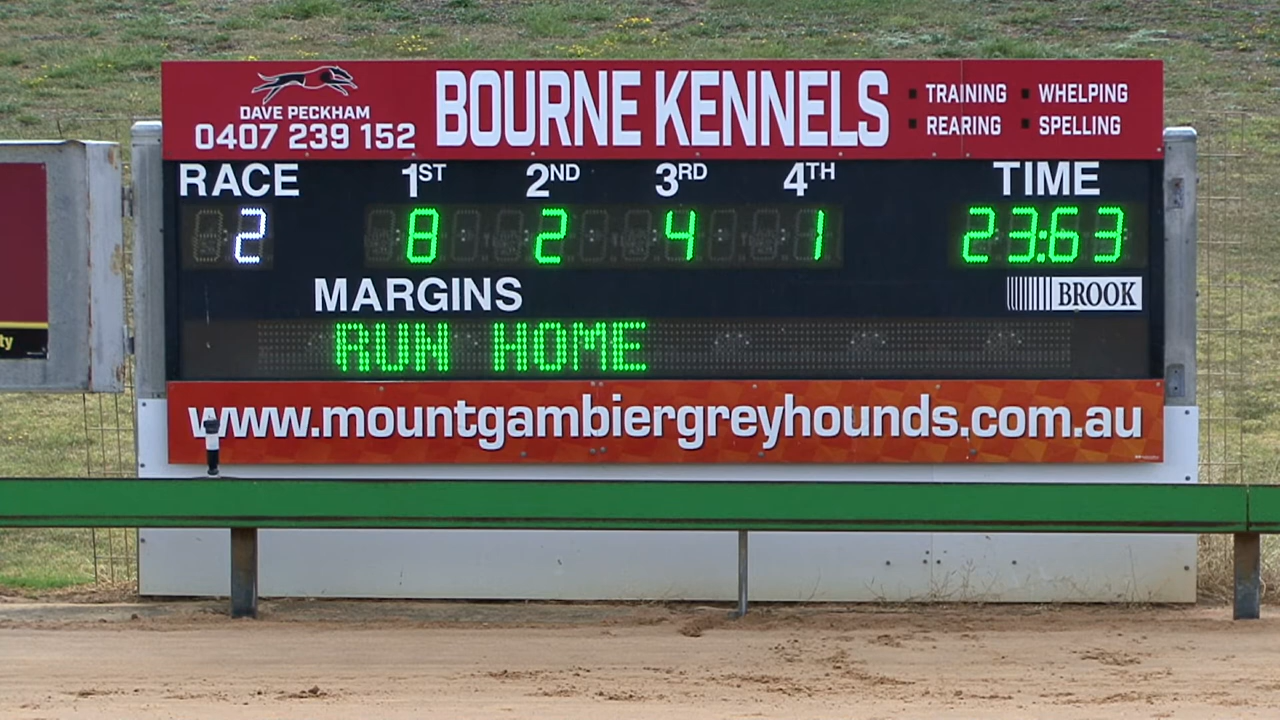 DAVE PECKHAM
0407 239 152
BOURNE KENNELS
TRAINING WHELPING
REARING SPELLING
RACE 1ST 2ND 3RD 4TH TIME
2 8 2 4 1 23:63
MARGINS
BROOK
RUN HOME
ty
www.mountgambiergreyhounds.com.au